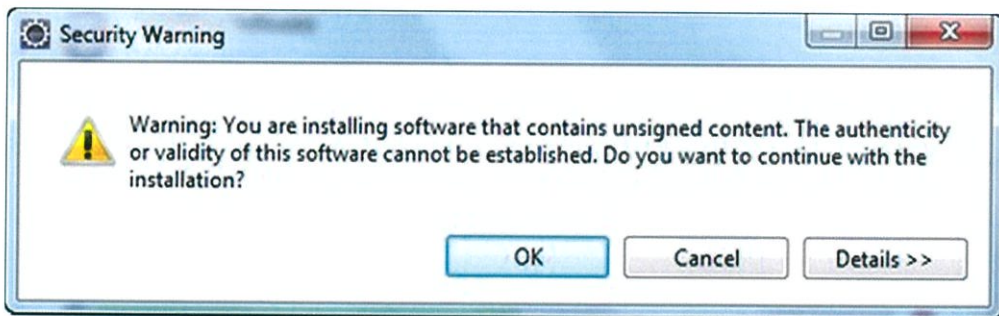 Security Warning
Warning: You are installing software that contains unsigned content. The authenticity
or validity of this software cannot be established. Do you want to continue with the
installation?
OK
Cancel
Details >>